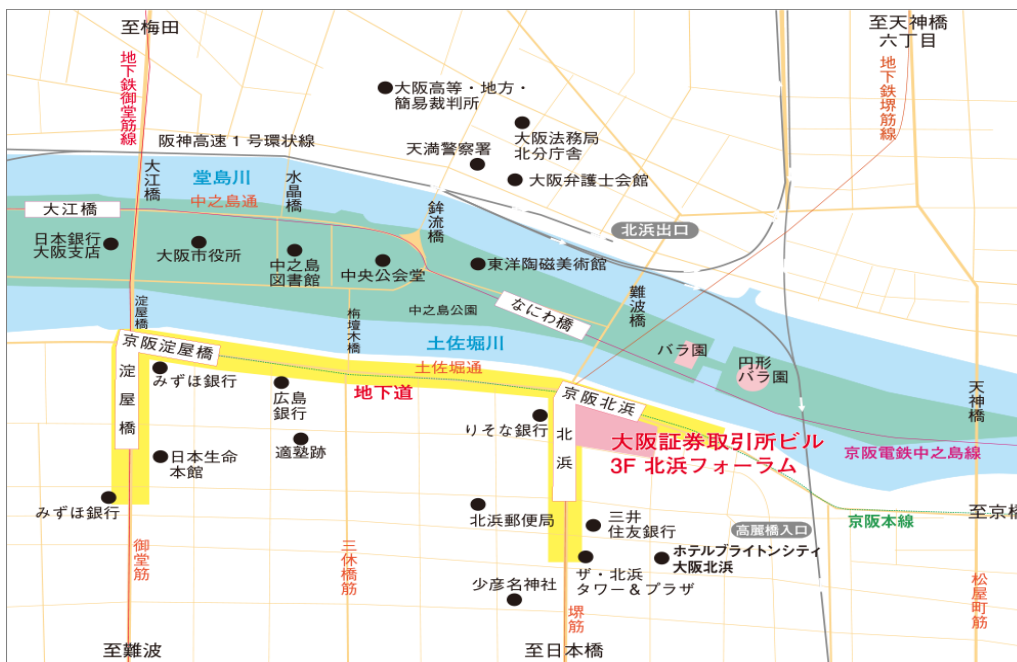 至梅田
至天神橋
六丁目
地下鉄御堂筋線
地下鉄堺筋線
大阪高等・地方・
簡易裁判所
大阪法務局
北分庁舎
阪神高速1号環状線
天満警察署
大阪弁護士会館
大江橋
堂島川
水晶橋
中之島通
鉾流橋
大江橋
北浜出口
日本銀行
大阪支店
大阪市役所
中之島
図書館
中央公会堂
東洋陶磁美術館
難波橋
淀屋橋
栴檀木橋
中之島公園
なにわ橋
土佐堀川
バラ園
円形
バラ園
京阪淀屋橋
土佐堀通
天神橋
淀屋橋
みずほ銀行
広島
銀行
地下道
京阪北浜
りそな銀行
北浜
大阪証券取引所ビル
3F 北浜フォーラム
京阪電鉄中之島線
適塾跡
日本生命
本館
みずほ銀行
北浜郵便局
三井
住友銀行
高麗橋入口
京阪本線
至京橋
御堂筋
三休橋筋
ザ・北浜
タワー&プラザ
ホテルブライトンシティ
大阪北浜
少彦名神社
堺筋
松屋町筋
至難波
至日本橋